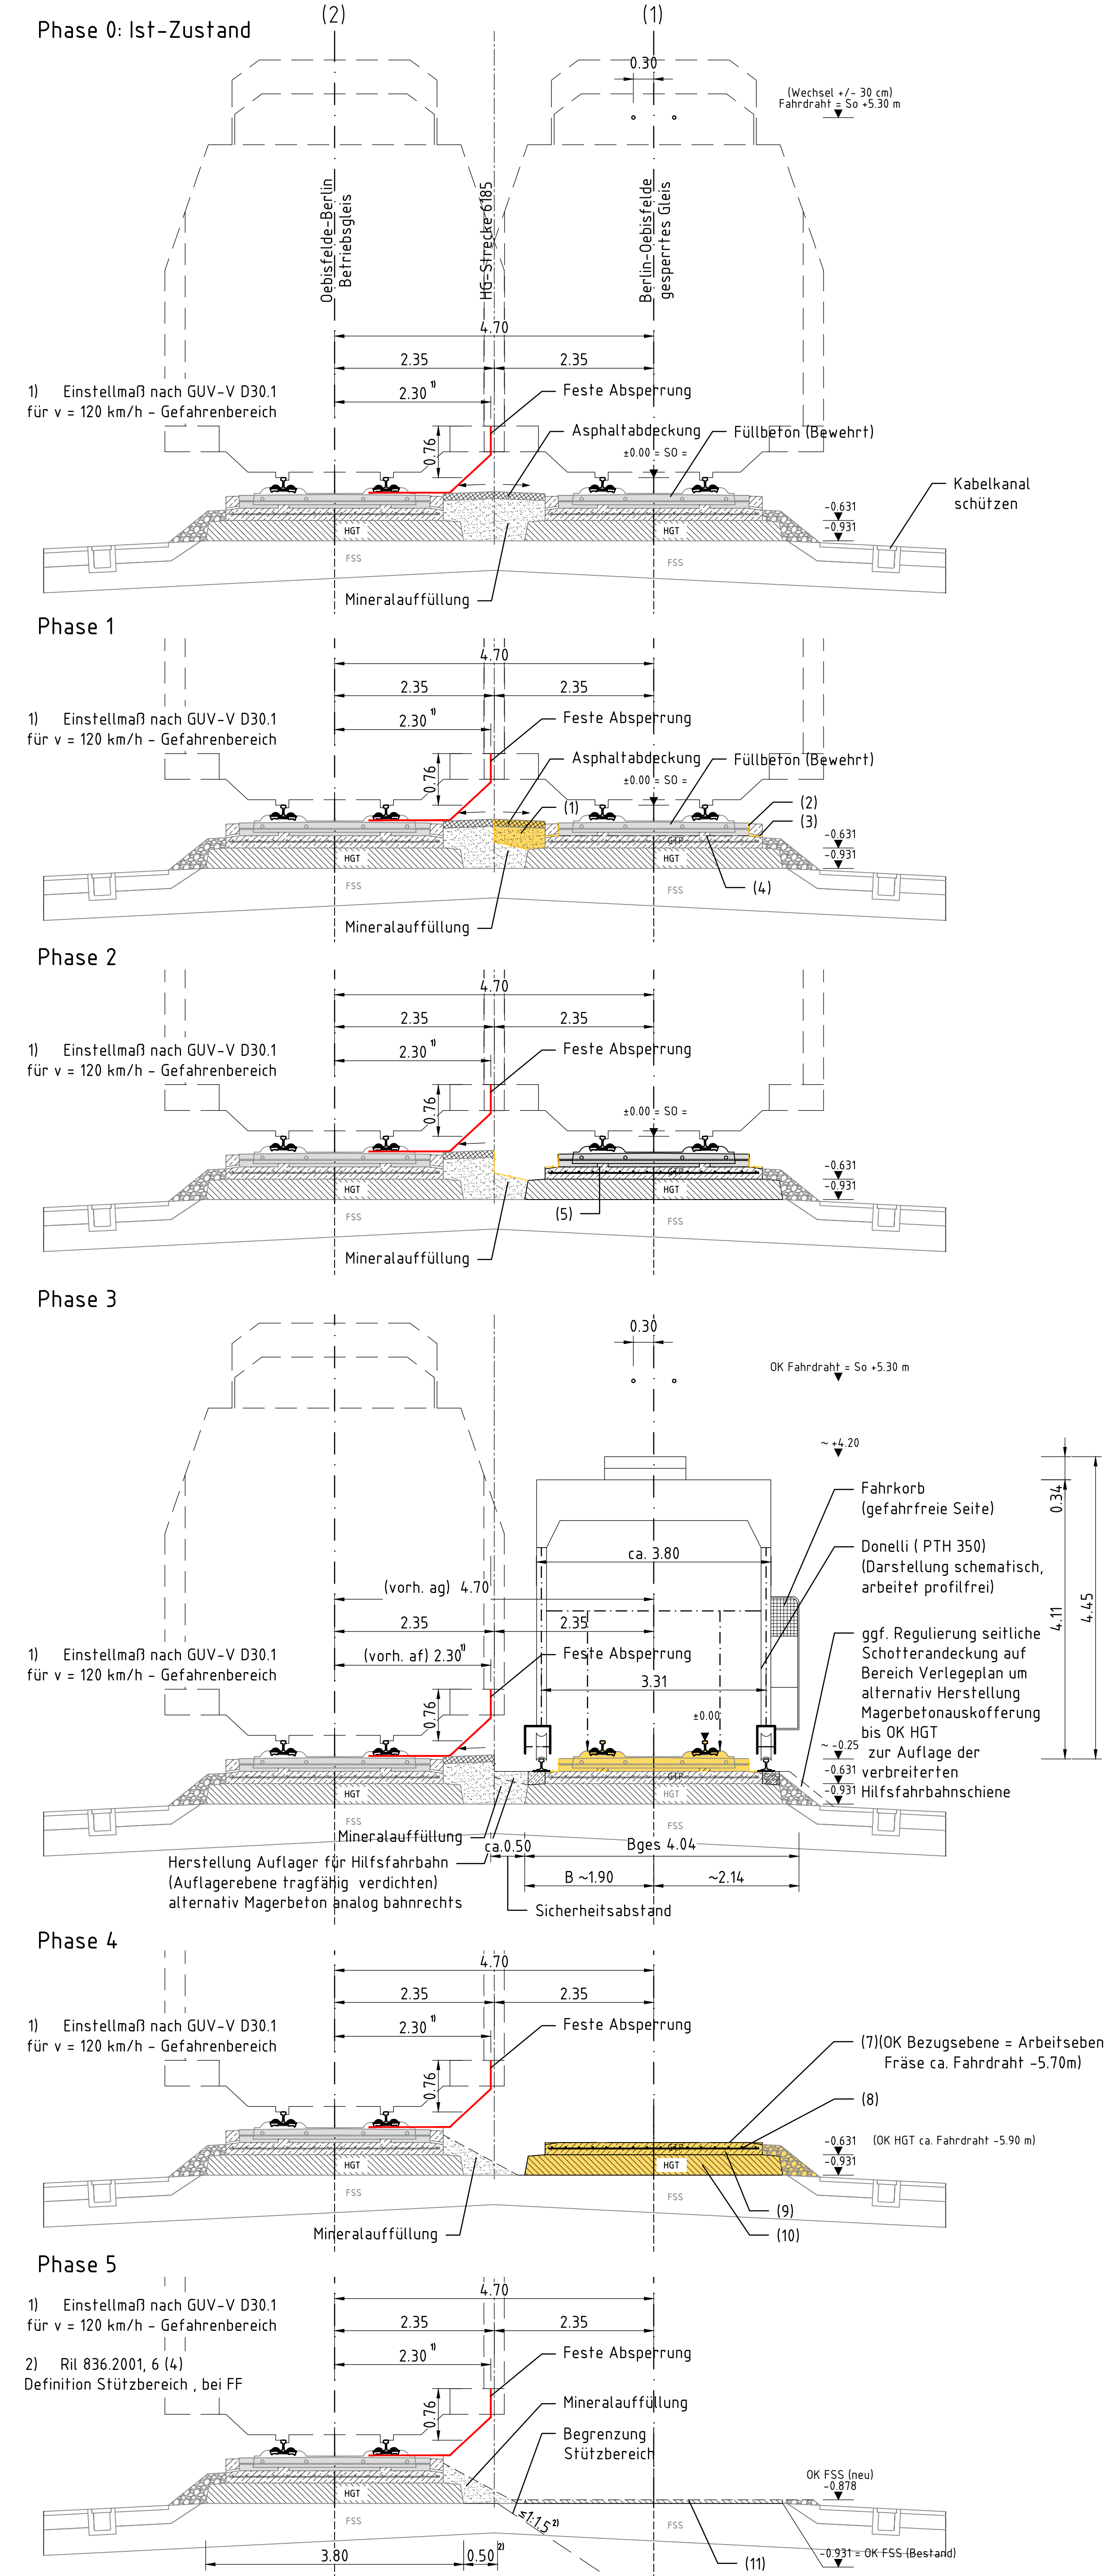 Phase 0: Ist-Zustand
(2)
(1)
0.30
(Wechsel +/- 30 cm)
Fahrdraht = So +5.30 m
Oebisfelde-Berlin
Betriebsgleis
HG-Strecke 6185
Berlin-Oebisfelde
gesperrtes Gleis
4.70
2.35
2.35
2.30 1)
1) Einstellmaß nach GUV-V D30.1
für v = 120 km/h - Gefahrenbereich
Feste Absperrung
0.76
Asphaltabdeckung
Füllbeton (Bewehrt)
±0.00 = SO =
Kabelkanal
schützen
-0.631
-0.931
HGT
HGT
FSS
FSS
Mineralauffüllung
Phase 1
4.70
2.35
2.35
2.30 1)
1) Einstellmaß nach GUV-V D30.1
für v = 120 km/h - Gefahrenbereich
Feste Absperrung
0.76
Asphaltabdeckung
Füllbeton (Bewehrt)
±0.00 = SO =
(1)
(2)
(3)
-0.631
-0.931
GTP
HGT
HGT
(4)
FSS
FSS
Mineralauffüllung
Phase 2
4.70
2.35
2.35
2.30 1)
1) Einstellmaß nach GUV-V D30.1
für v = 120 km/h - Gefahrenbereich
Feste Absperrung
0.76
±0.00 = SO =
-0.631
-0.931
GTP
HGT
HGT
(5)
FSS
FSS
Mineralauffüllung
Phase 3
0.30
OK Fahrdraht = So +5.30 m
~ +4.20
0.34
Fahrkorb
(gefahrfreie Seite)
Donelli ( PTH 350)
(Darstellung schematisch,
arbeitet profilfrei)
ca. 3.80
4.11
4.45
(vorh. ag) 4.70
2.35
2.35
(vorh. af) 2.30 1)
1) Einstellmaß nach GUV-V D30.1
für v = 120 km/h - Gefahrenbereich
Feste Absperrung
3.31
0.76
±0.00
ggf. Regulierung seitliche
Schotterandeckung auf
Bereich Verlegeplan um
alternativ Herstellung
Magerbetonauskofferung
bis OK HGT
zur Auflage der
verbreiterten
Hilfsfahrbahnschiene
~ -0.25
-0.631
-0.931
GTP
HGT
HGT
FSS
FSS
Mineralauffüllung
Herstellung Auflager für Hilfsfahrbahn
(Auflagerebene tragfähig verdichten)
alternativ Magerbeton analog bahnrechts
ca.0.50
Bges 4.04
B ~1.90
~2.14
Sicherheitsabstand
Phase 4
4.70
2.35
2.35
2.30 1)
1) Einstellmaß nach GUV-V D30.1
für v = 120 km/h - Gefahrenbereich
Feste Absperrung
0.76
(7)(OK Bezugsebene = Arbeitseben
Fräse ca. Fahrdraht -5.70m)
(8)
-0.631 (OK HGT ca. Fahrdraht -5.90 m)
-0.931
GTP
HGT
HGT
FSS
FSS
(9)
(10)
Mineralauffüllung
Phase 5
4.70
2.35
2.35
2.30 1)
1) Einstellmaß nach GUV-V D30.1
für v = 120 km/h - Gefahrenbereich
2) Ril 836.2001, 6 (4)
Definition Stützbereich , bei FF
Feste Absperrung
0.76
Mineralauffüllung
Begrenzung
Stützbereich
OK FSS (neu)
-0.878
HGT
FSS
FSS
≤1:1.5 2)
-0.931 = OK FSS (Bestand)
(11)
3.80
0.50 2)